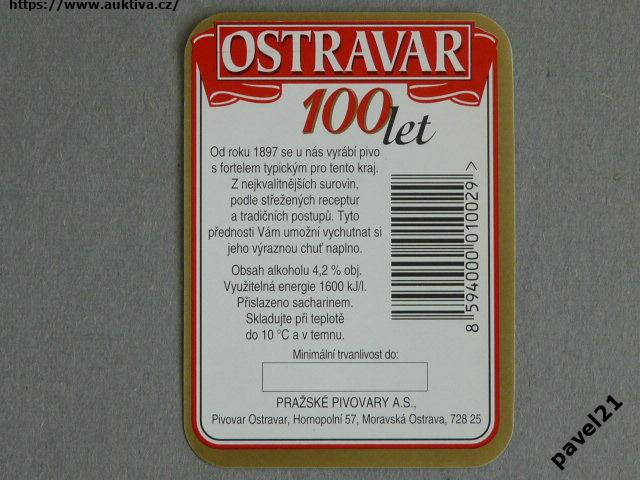 https://www.auktiva.cz/
OSTRAVAR
100 let
Od roku 1897 se u nás vyrábí pivo
s fortelem typickým pro tento kraj.
Z nejkvalitnějších surovin,
podle střežených receptur
a tradičních postupů. Tyto
přednosti Vám umožní vychutnat si
jeho výraznou chuť naplno.
Obsah alkoholu 4,2 % obj.
Využitelná energie 1600 kJ/l.
Přislazeno sacharinem.
Skladujte při teplotě
do 10 °C a v temnu.
8 594000 010029 >
Minimální trvanlivost do:
PRAŽSKÉ PIVOVARY A.S.,
Pivovar Ostravar, Hornopolní 57, Moravská Ostrava, 728 25
pavel21